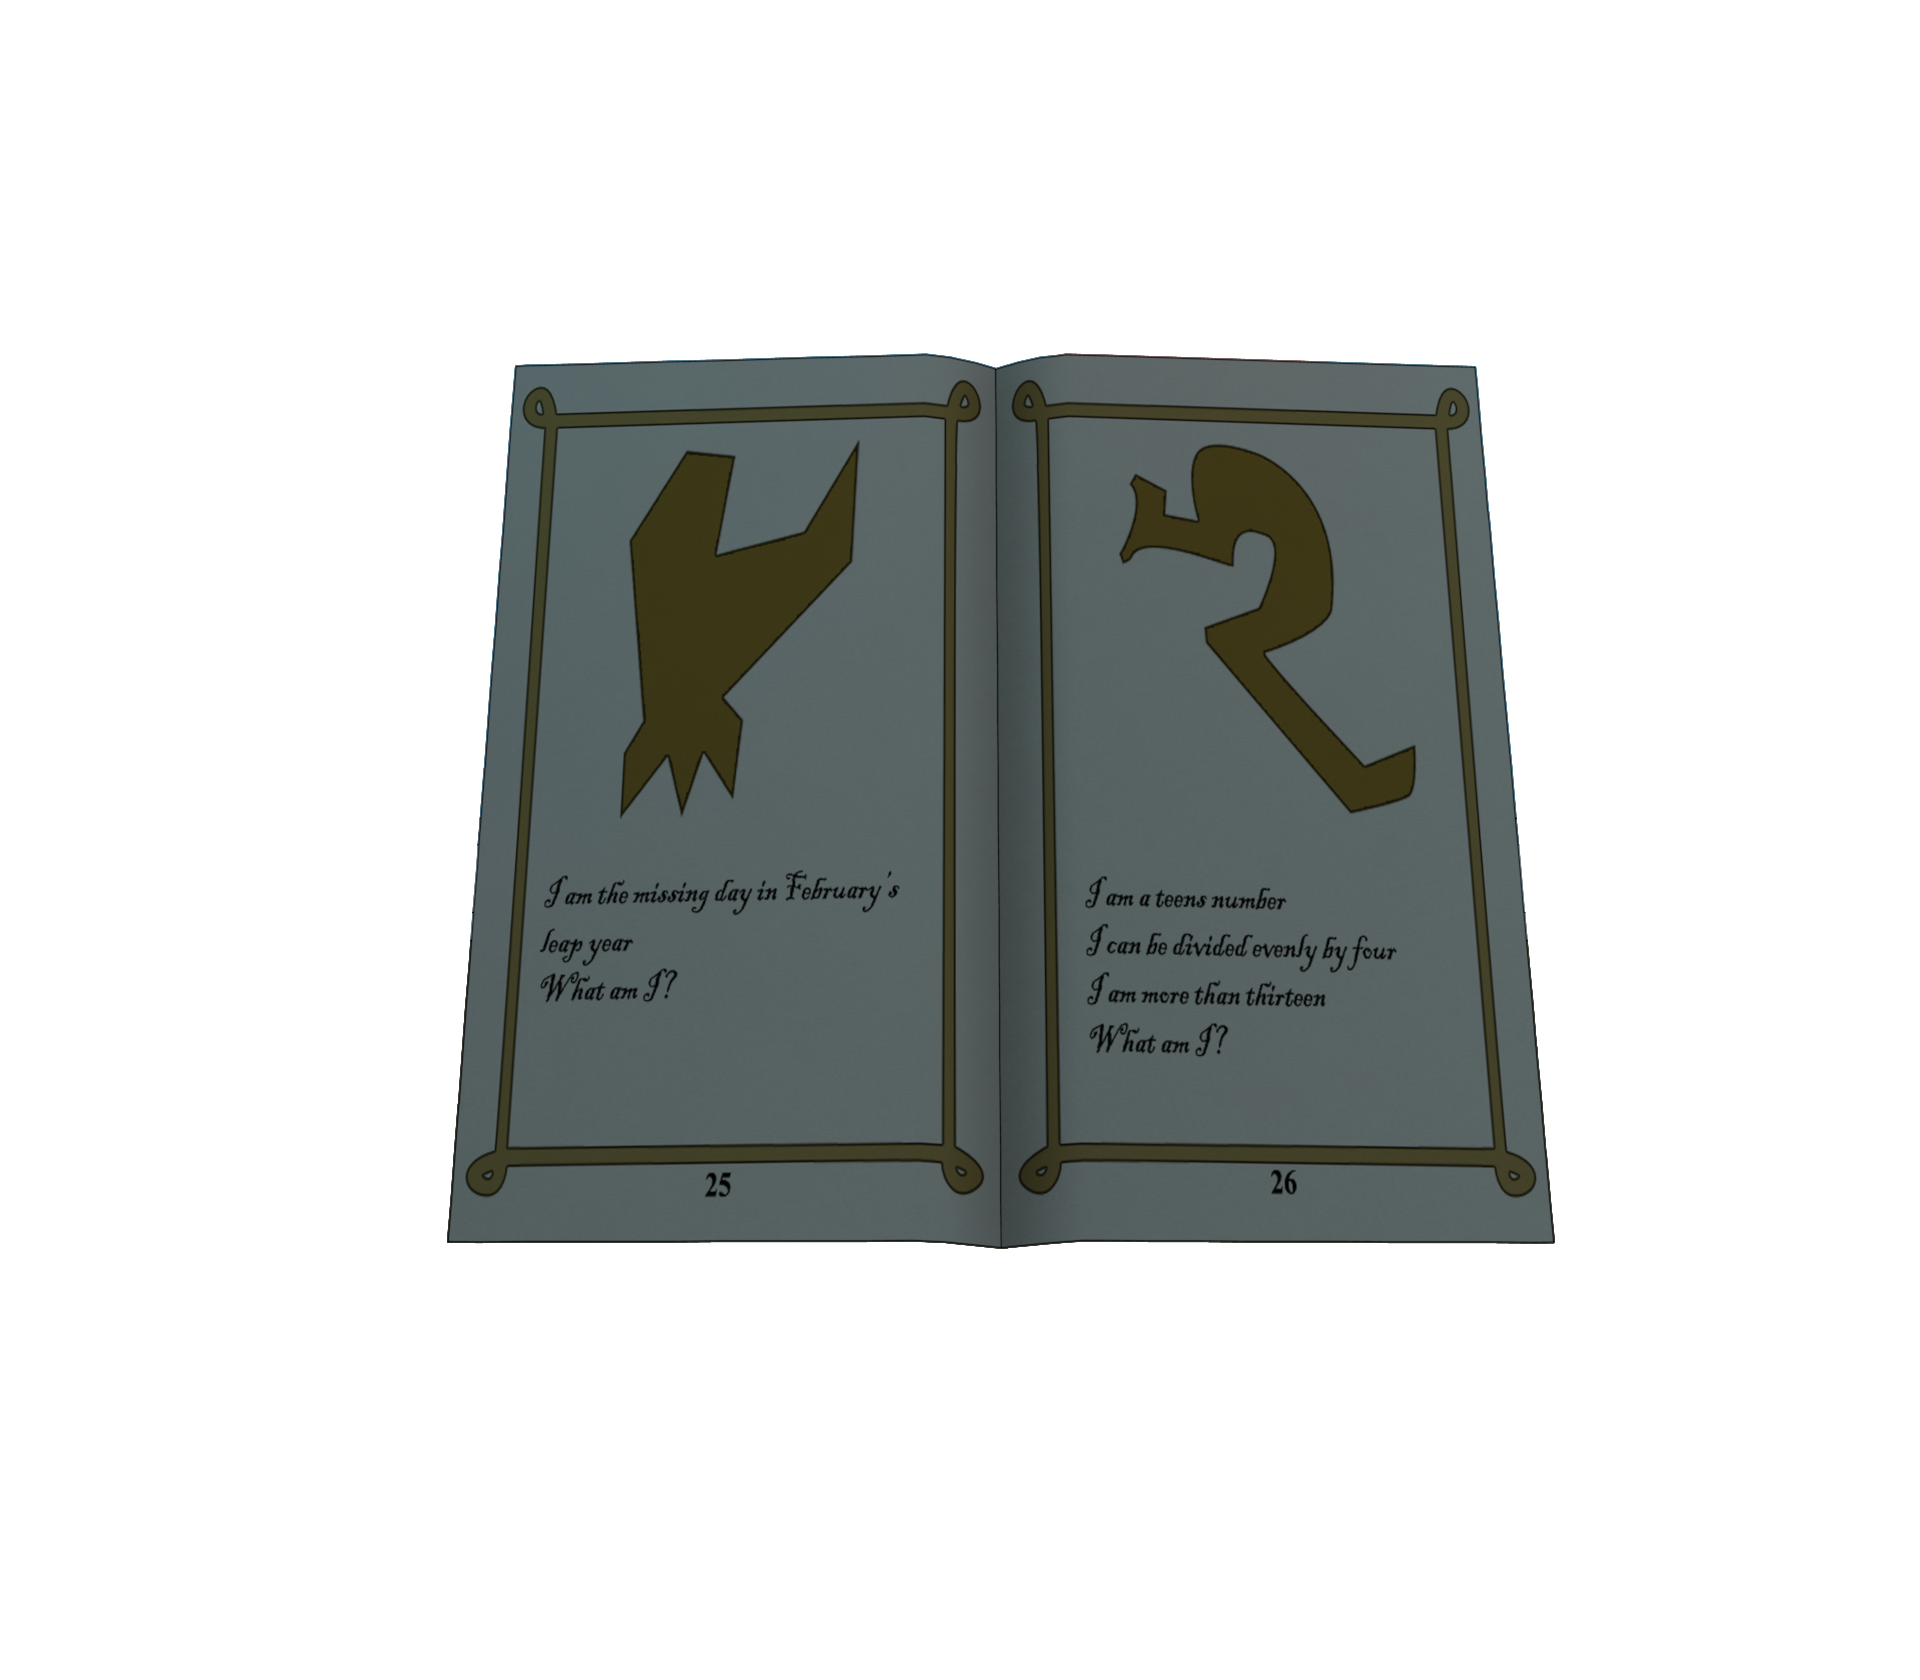 I am the missing day in February's
leap year
What am I?
25
I am a teens number
I can be divided evenly by four
I am more than thirteen
What am I?
26